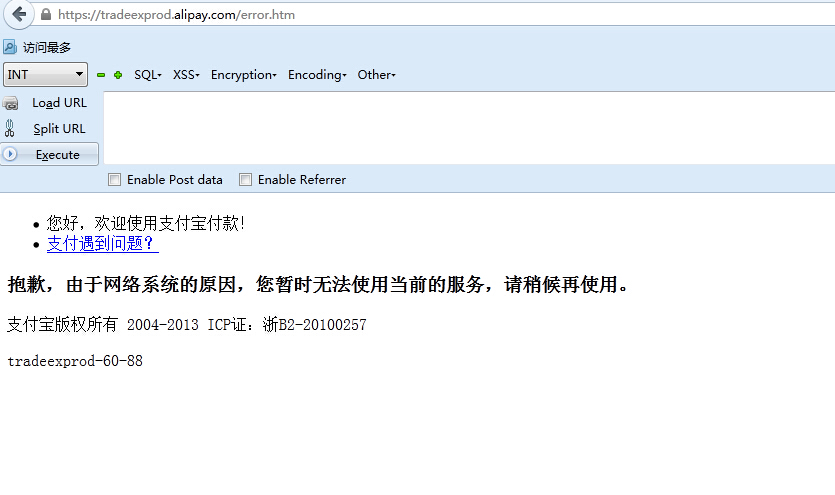 https://tradeexprod.alipay.com/error.htm
访问最多
INT SQL XSS Encryption Encoding Other
Load URL
Split URL
Execute
Enable Post data Enable Referrer
您好，欢迎使用支付宝付款！
支付遇到问题？
抱歉，由于网络系统的原因，您暂时无法使用当前的服务，请稍候再使用。
支付宝版权所有 2004-2013 ICP证：浙B2-20100257
tradeexprod-60-88